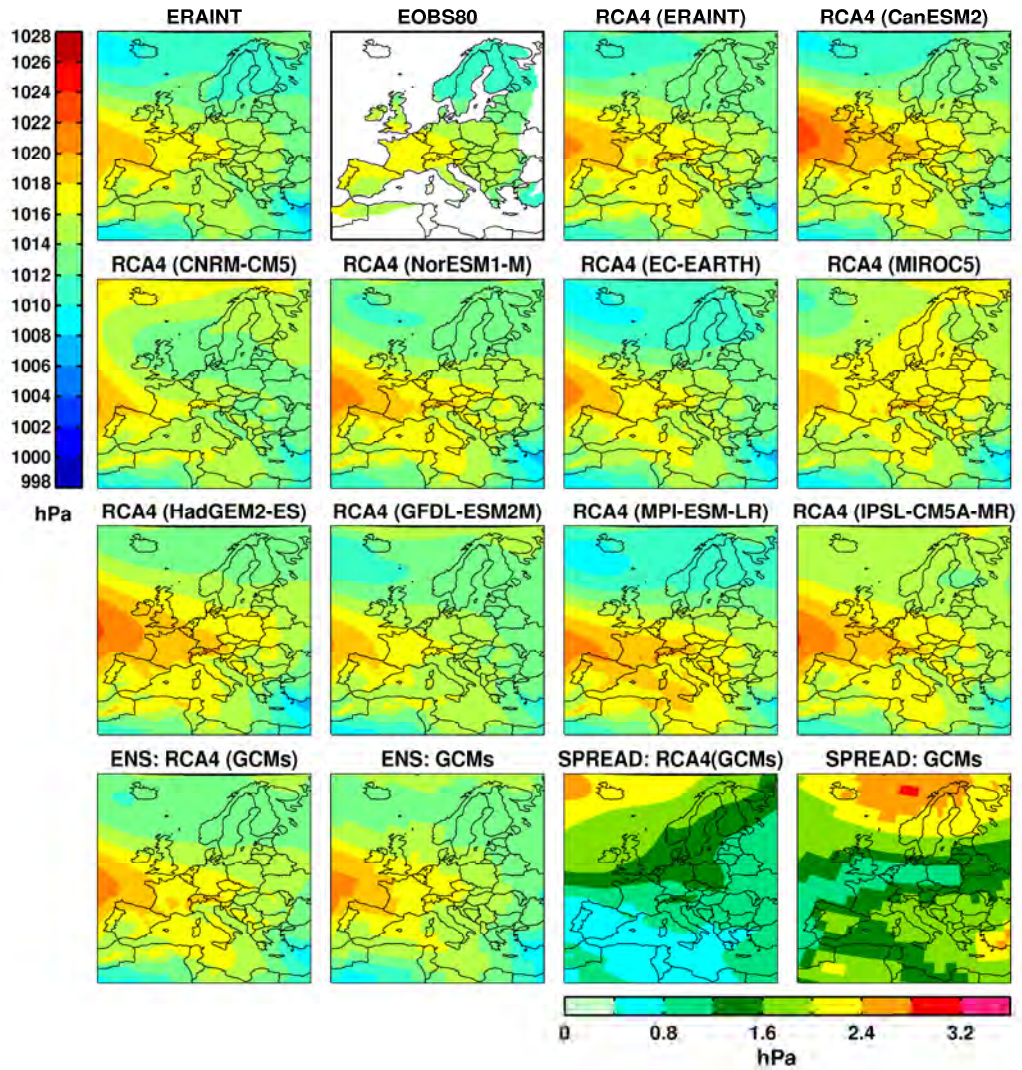 ERAINT EOBS80 RCA4 (ERAINT) RCA4 (CanESM2)
1028
1026
1024
1022
1020
1018
1016
1014
1012
1010
1008
1006
1004
1002
1000
998
hPa
RCA4 (CNRM-CM5) RCA4 (NorESM1-M) RCA4 (EC-EARTH) RCA4 (MIROC5)
RCA4 (HadGEM2-ES) RCA4 (GFDL-ESM2M) RCA4 (MPI-ESM-LR) RCA4 (IPSL-CM5A-MR)
ENS: RCA4 (GCMs) ENS: GCMs SPREAD: RCA4(GCMs) SPREAD: GCMs
0 0.8 1.6 2.4 3.2
hPa